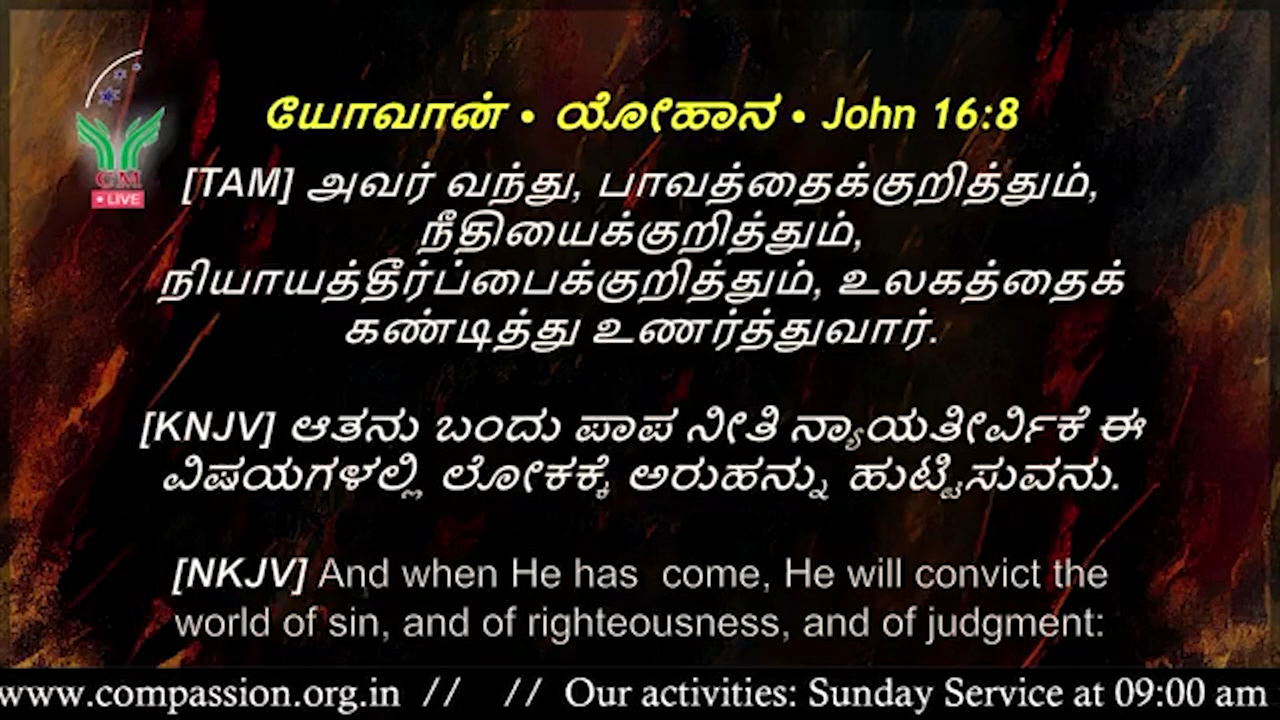 யோவான் • ಯೋಹಾನ • John 16:8
GM
• LIVE
[TAM] அவர் வந்து, பாவத்தைக்குறித்தும்,
நீதியைக்குறித்தும்,
நியாயத்தீர்ப்பைக்குறித்தும், உலகத்தைக்
கண்டித்து உணர்த்துவார்.
[KNJV] ಆತನು ಬಂದು ಪಾಪ ನೀತಿ ನ್ಯಾಯತೀರ್ವಿಕೆ ಈ
ವಿಷಯಗಳಲ್ಲಿ ಲೋಕಕ್ಕೆ ಅರುಹನ್ನು ಹುಟ್ಟಿಸುವನು.
[NKJV] And when He has come, He will convict the
world of sin, and of righteousness, and of judgment:
www.compassion.org.in // // Our activities: Sunday Service at 09:00 am